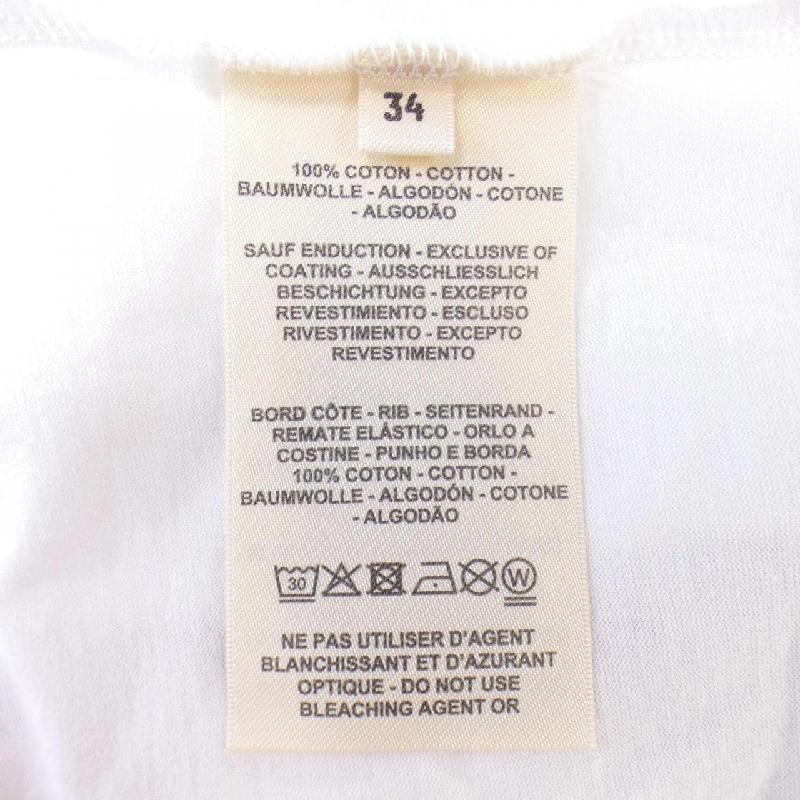 34
100% COTON - COTTON -
BAUMWOLLE - ALGODÓN - COTONE
- ALGODÃO
SAUF ENDUCTION - EXCLUSIVE OF
COATING - AUSSCHLIESSLICH
BESCHICHTUNG - EXCEPTO
REVESTIMIENTO - ESCLUSO
RIVESTIMENTO - EXCEPTO
REVESTIMENTO
BORD CÔTE - RIB - SEITENRAND -
REMATE ELÁSTICO - ORLO A
COSTINE - PUNHO E BORDA
100% COTON - COTTON -
BAUMWOLLE - ALGODÓN - COTONE
- ALGODÃO
30 W
NE PAS UTILISER D'AGENT
BLANCHISSANT ET D'AZURANT
OPTIQUE - DO NOT USE
BLEACHING AGENT OR